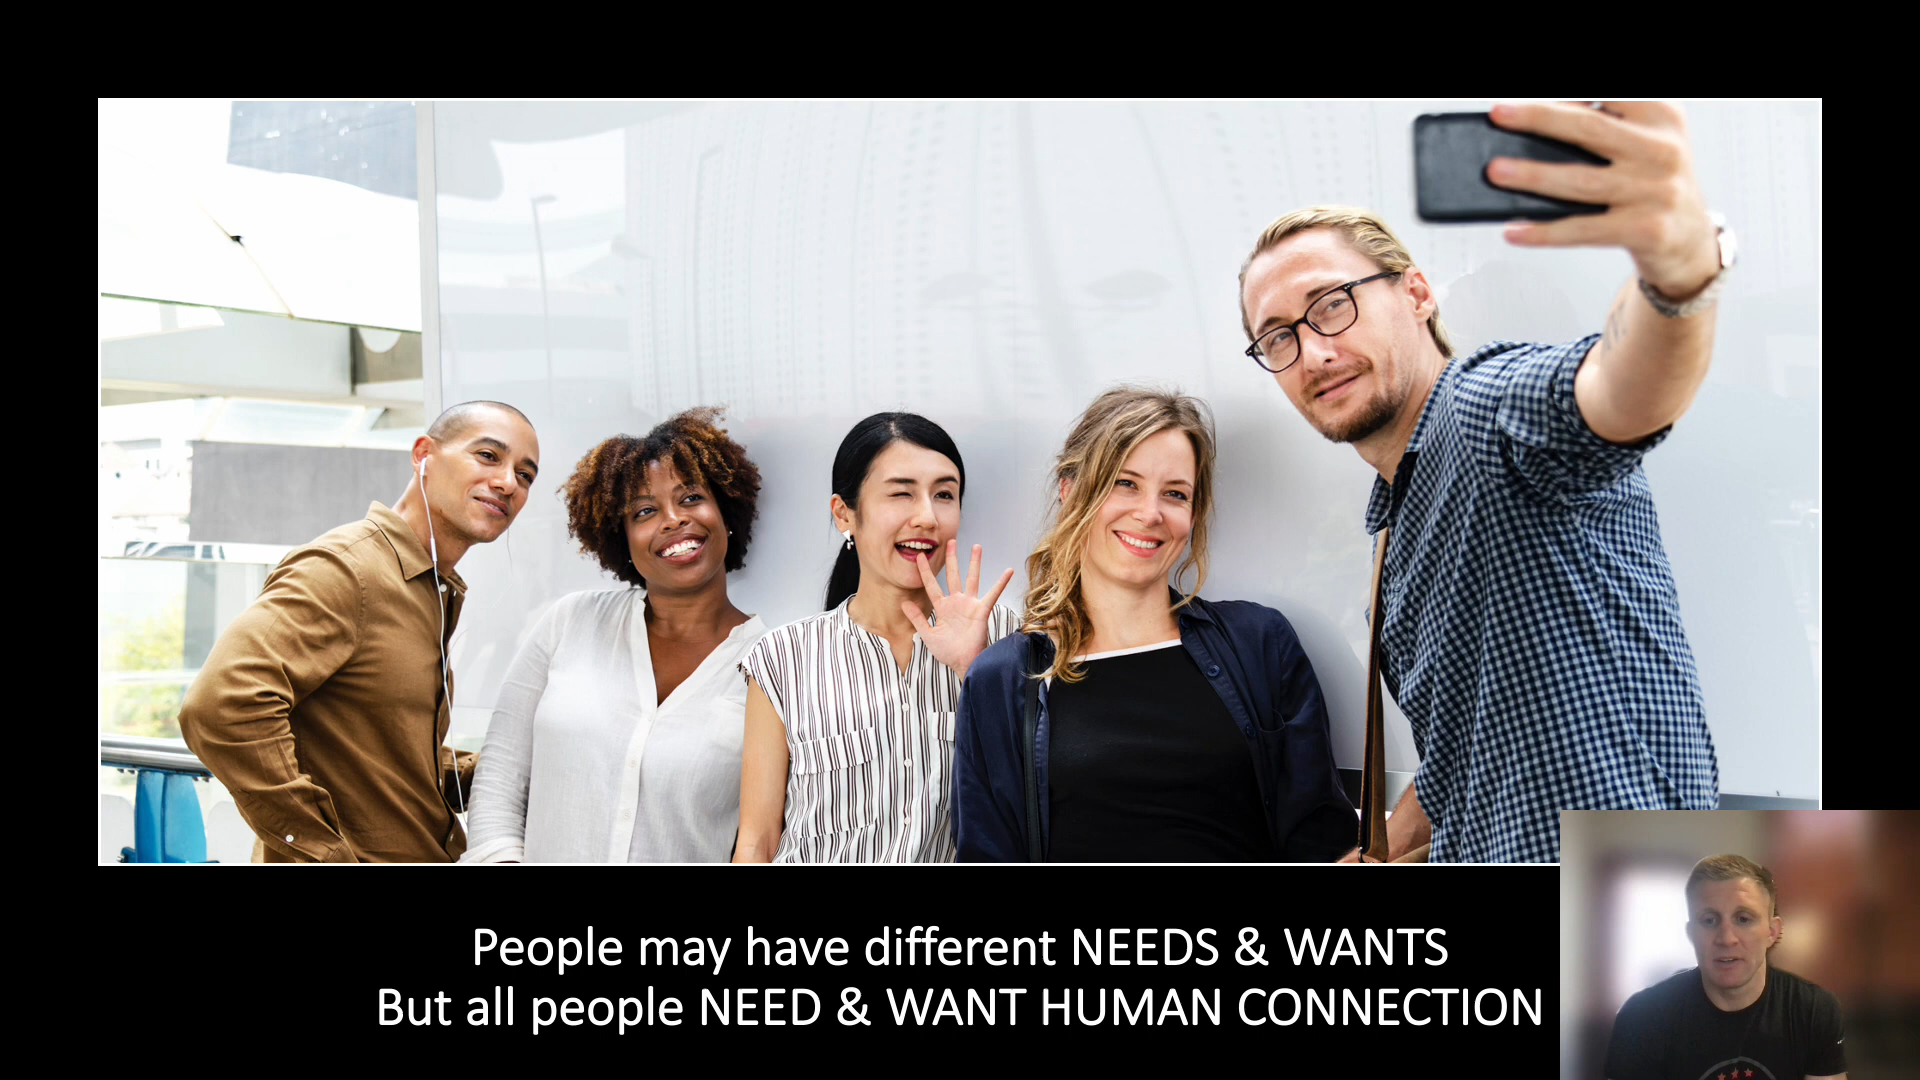 People may have different NEEDS & WANTS
But all people NEED & WANT HUMAN CONNECTION